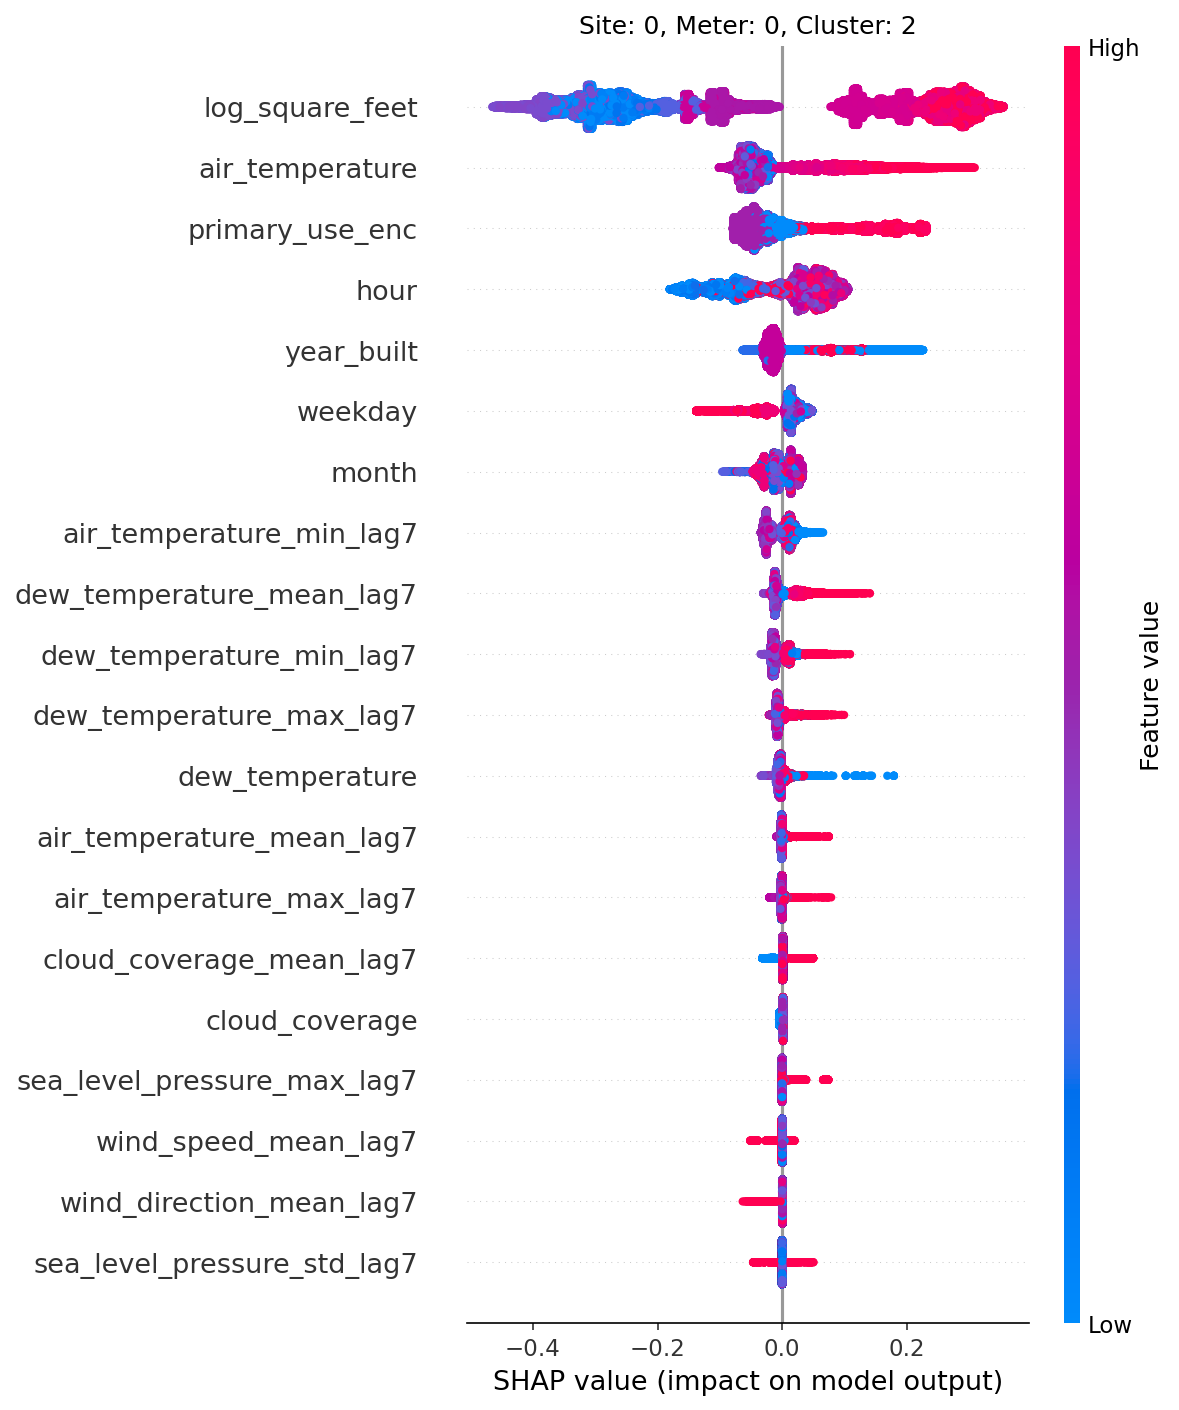 Site: 0, Meter: 0, Cluster: 2
High
log_square_feet
air_temperature
primary_use_enc
hour
year_built
weekday
month
air_temperature_min_lag7
dew_temperature_mean_lag7
dew_temperature_min_lag7
dew_temperature_max_lag7
dew_temperature
air_temperature_mean_lag7
air_temperature_max_lag7
cloud_coverage_mean_lag7
cloud_coverage
sea_level_pressure_max_lag7
wind_speed_mean_lag7
wind_direction_mean_lag7
sea_level_pressure_std_lag7
Feature value
Low
−0.4 −0.2 0.0 0.2
SHAP value (impact on model output)